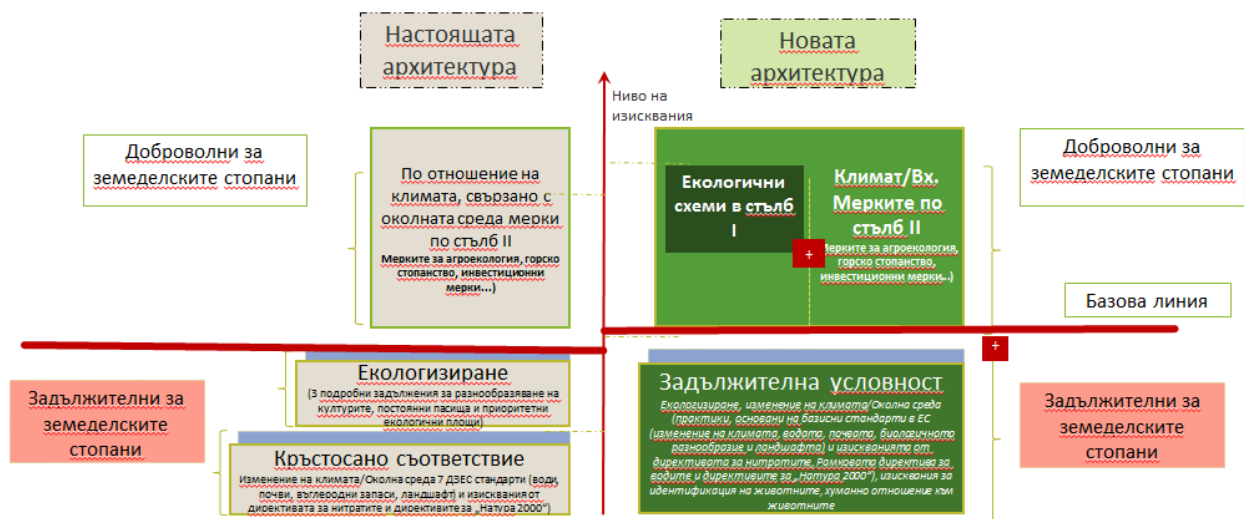 Настоящата
архитектура
Новата
архитектура
Ниво на
изисквания
Доброволни за
земеделските стопани
По отношение на
климата, свързано с
околната среда мерки
по стълб II
Мерките за агроекология, горско
стопанство, инвестиционни
мерки...)
Екологични
схеми в стълб
I
Климат/Вх.
Мерките по
стълб II
Мерките за агроекология,
горско стопанство,
инвестиционни мерки...)
+
Доброволни за
земеделските стопани
Базова линия
+
Задължителни за
земеделските
стопани
Екологизиране
(3 подробни задължения за разнообразяване на
културите, постоянни пасища и приоритетни
екологични площи)
Кръстосано съответствие
Изменение на климата/Околна среда 7 ДЗЕС стандарти (води,
почви, въглеродни запаси, ландшафт) и изисквания от
директивата за нитратите и директивите за „Натура 2000")
Задължителна условност
Екологизиране, изменение на климата/Околна среда
(практики, основани на базисни стандарти в ЕС
(изменение на климата, водата, почвата, биологичното
разнообразие и ландшафта) и изискванията от
директивата за нитратите, Рамковата директива за
водите и директивите за „Натура 2000"), изисквания за
идентификация на животните, хуманно отношение към
животните
Задължителни за
земеделските
стопани